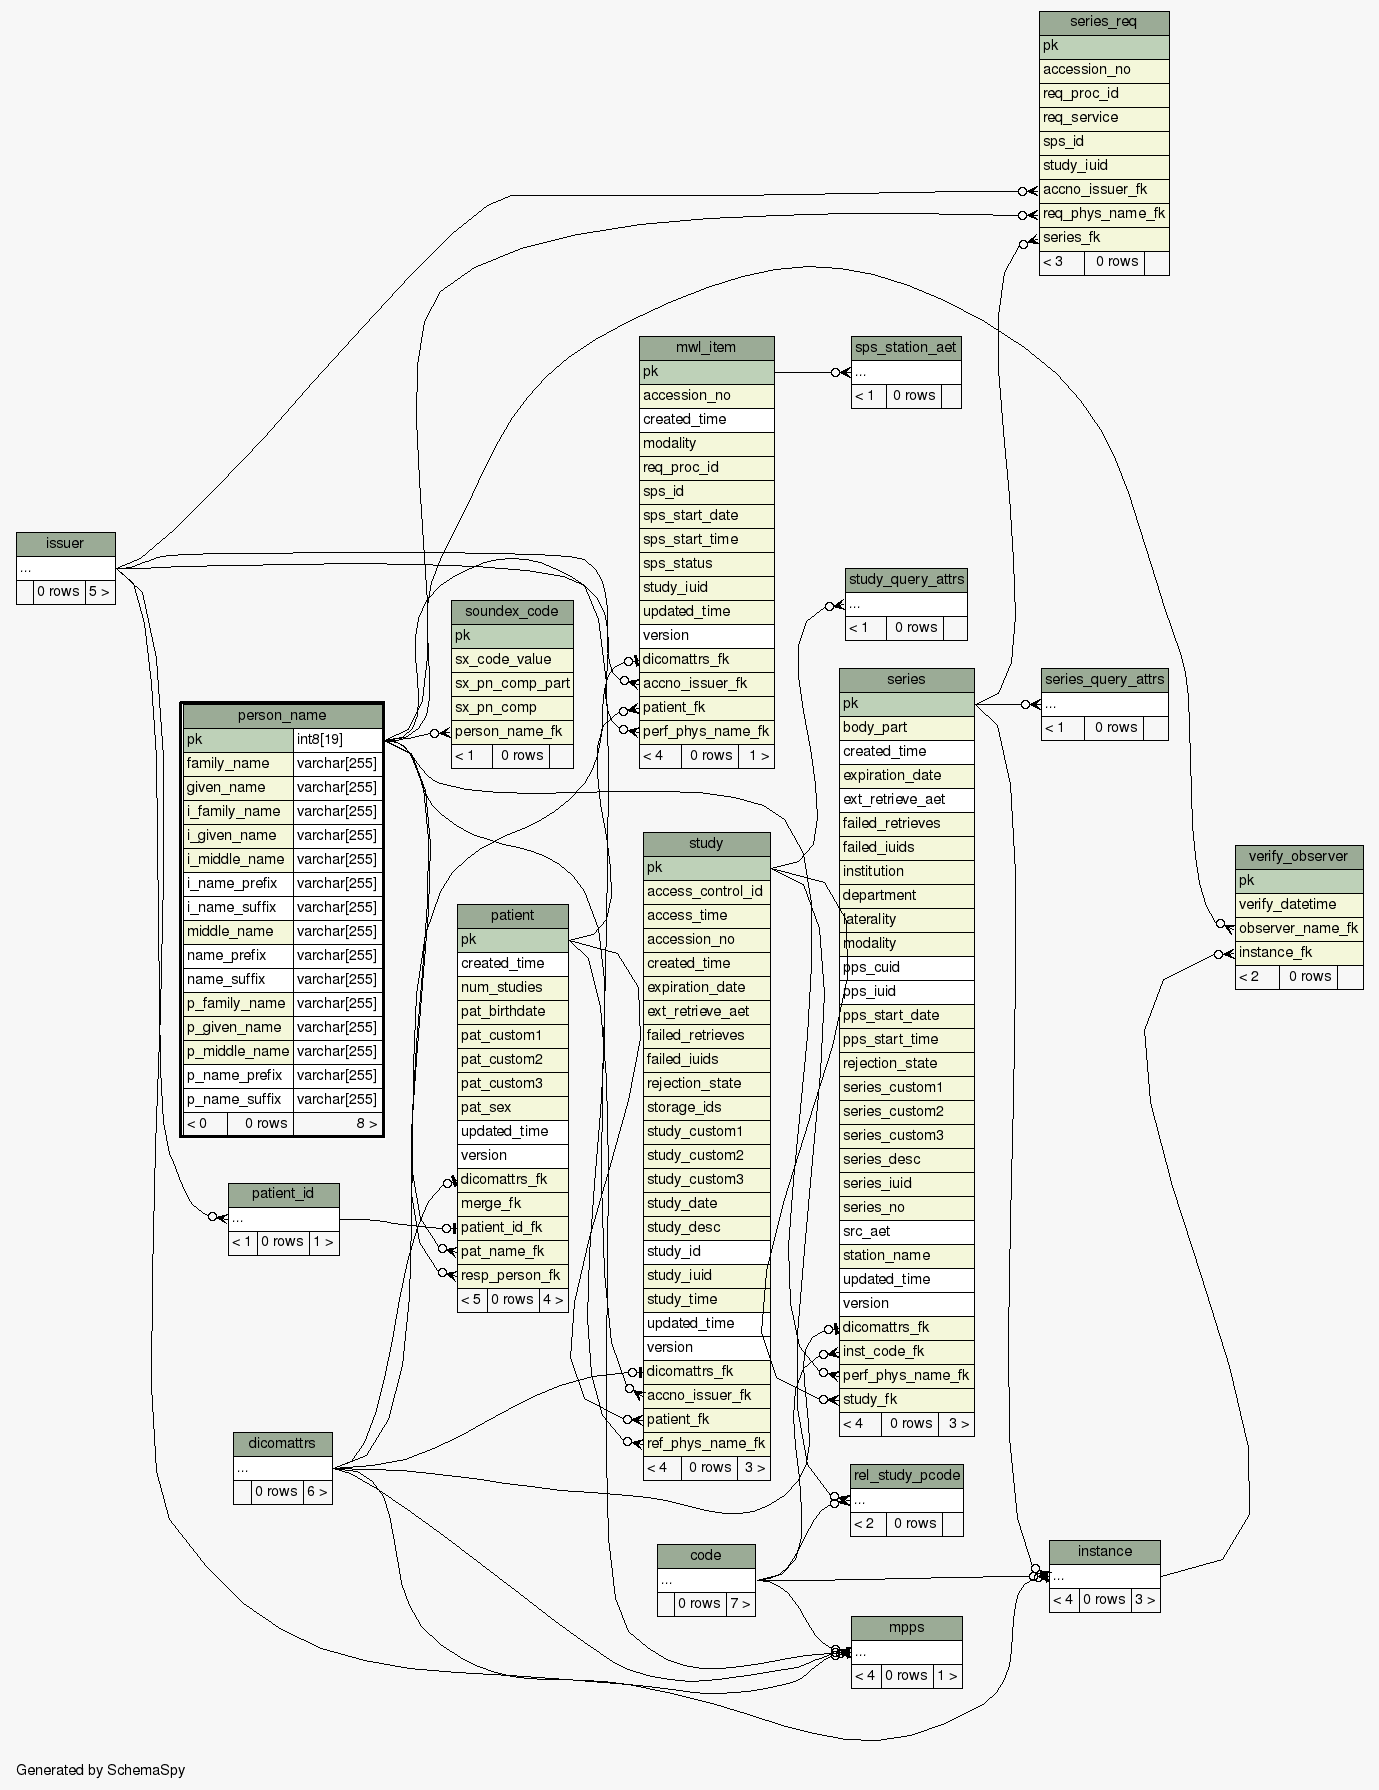 series_req
pk
accession_no
req_proc_id
req_service
sps_id
study_iuid
accno_issuer_fk
req_phys_name_fk
series_fk
< 3 0 rows
mwl_item
pk
accession_no
created_time
modality
req_proc_id
sps_id
sps_start_date
sps_start_time
sps_status
study_iuid
updated_time
version
dicomattrs_fk
accno_issuer_fk
patient_fk
perf_phys_name_fk
< 4 0 rows 1 >
sps_station_aet
...
< 1 0 rows
issuer
...
0 rows 5 >
soundex_code
pk
sx_code_value
sx_pn_comp_part
sx_pn_comp
person_name_fk
< 1 0 rows
study_query_attrs
...
< 1 0 rows
series_query_attrs
...
< 1 0 rows
person_name
pk int8[19]
family_name varchar[255]
given_name varchar[255]
i_family_name varchar[255]
i_given_name varchar[255]
i_middle_name varchar[255]
i_name_prefix varchar[255]
i_name_suffix varchar[255]
middle_name varchar[255]
name_prefix varchar[255]
name_suffix varchar[255]
p_family_name varchar[255]
p_given_name varchar[255]
p_middle_name varchar[255]
p_name_prefix varchar[255]
p_name_suffix varchar[255]
< 0 0 rows 8 >
series
pk
body_part
created_time
expiration_date
ext_retrieve_aet
failed_retrieves
failed_iuids
institution
department
laterality
modality
pps_cuid
pps_iuid
pps_start_date
pps_start_time
rejection_state
series_custom1
series_custom2
series_custom3
series_desc
series_iuid
series_no
src_aet
station_name
updated_time
version
dicomattrs_fk
inst_code_fk
perf_phys_name_fk
study_fk
< 4 0 rows 3 >
study
pk
access_control_id
access_time
accession_no
created_time
expiration_date
ext_retrieve_aet
failed_retrieves
failed_iuids
rejection_state
storage_ids
study_custom1
study_custom2
study_custom3
study_date
study_desc
study_id
study_iuid
study_time
updated_time
version
dicomattrs_fk
accno_issuer_fk
patient_fk
ref_phys_name_fk
< 4 0 rows 3 >
verify_observer
pk
verify_datetime
observer_name_fk
instance_fk
< 2 0 rows
patient
pk
created_time
num_studies
pat_birthdate
pat_custom1
pat_custom2
pat_custom3
pat_sex
updated_time
version
dicomattrs_fk
merge_fk
patient_id_fk
pat_name_fk
resp_person_fk
< 5 0 rows 4 >
patient_id
...
< 1 0 rows 1 >
dicomattrs
...
0 rows 6 >
rel_study_pcode
...
< 2 0 rows
code
...
0 rows 7 >
instance
...
< 4 0 rows 3 >
mpps
...
< 4 0 rows 1 >
Generated by SchemaSpy